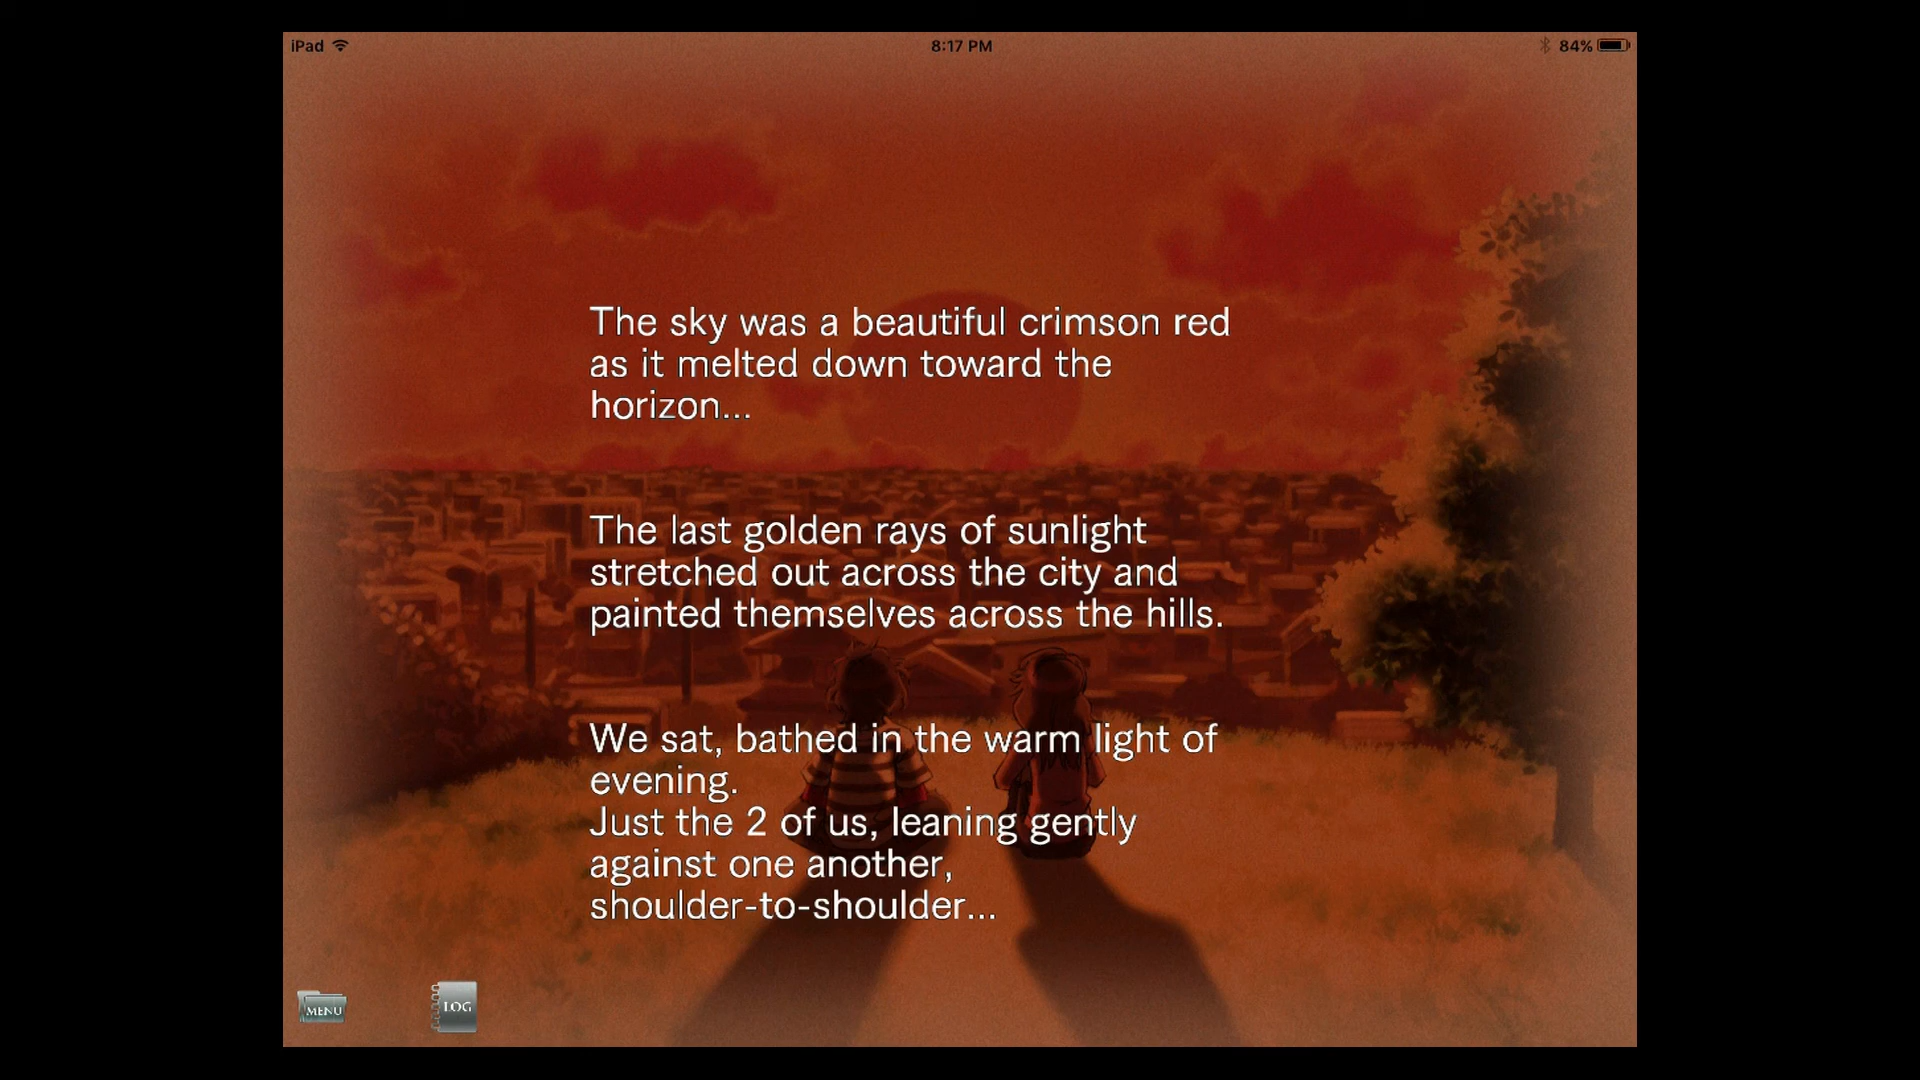 iPad
8:17 PM
84%
The sky was a beautiful crimson red
as it melted down toward the
horizon...
The last golden rays of sunlight
stretched out across the city and
painted themselves across the hills.
We sat, bathed in the warm light of
evening.
Just the 2 of us, leaning gently
against one another,
shoulder-to-shoulder...
MENU
LOG